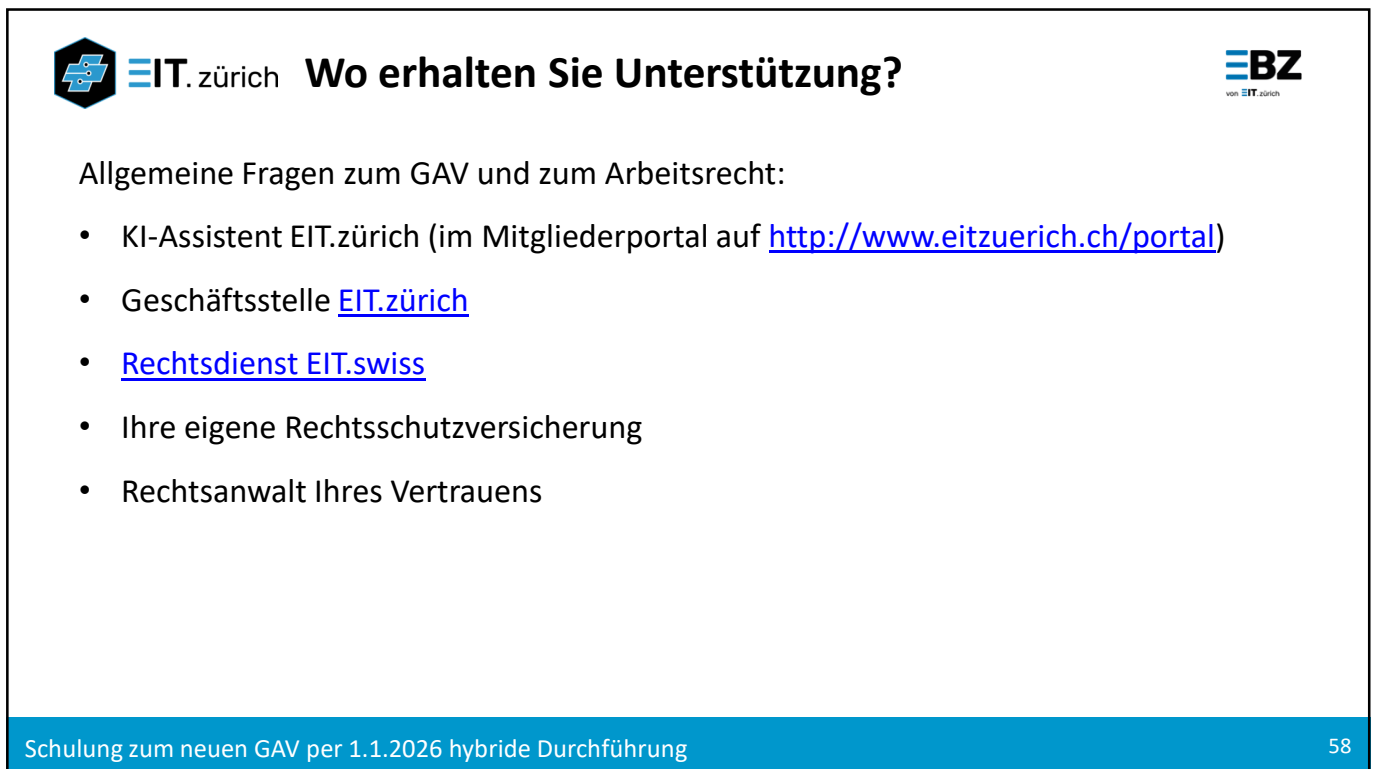 EIT.zürich Wo erhalten Sie Unterstützung?
EBZ
von EIT.zürich
Allgemeine Fragen zum GAV und zum Arbeitsrecht:
• KI-Assistent EIT.zürich (im Mitgliederportal auf http://www.eitzuerich.ch/portal)
• Geschäftsstelle EIT.zürich
• Rechtsdienst EIT.swiss
• Ihre eigene Rechtsschutzversicherung
• Rechtsanwalt Ihres Vertrauens
Schulung zum neuen GAV per 1.1.2026 hybride Durchführung 58